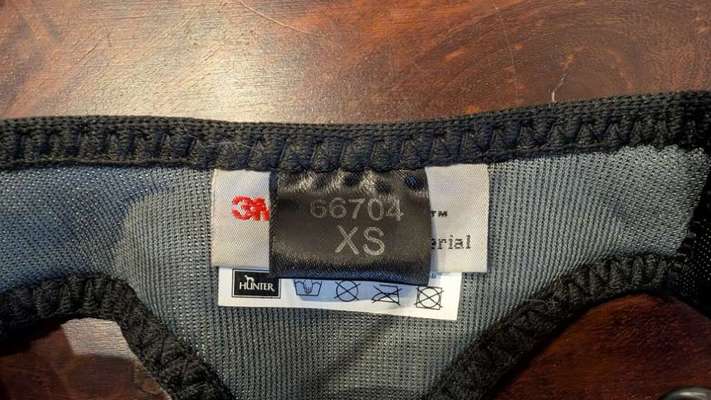 3M
66704
XS
™
erial
HUNTER